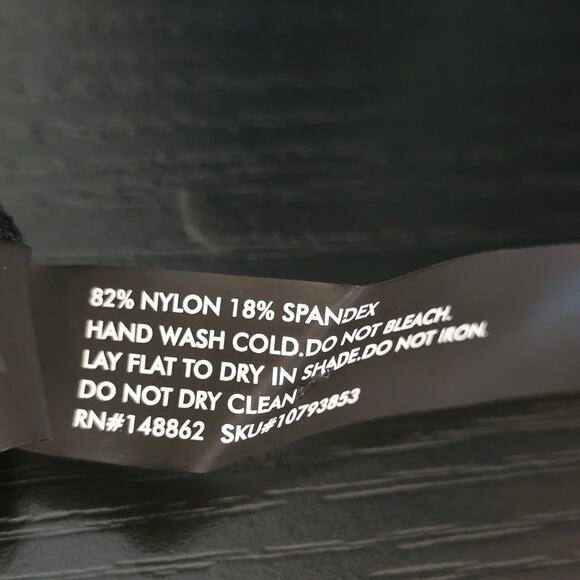 82% NYLON 18% SPANDEX
HAND WASH COLD.DO NOT BLEACH.
LAY FLAT TO DRY IN SHADE.DO NOT IRON.
DO NOT DRY CLEAN
RN#148862 SKU#10793853